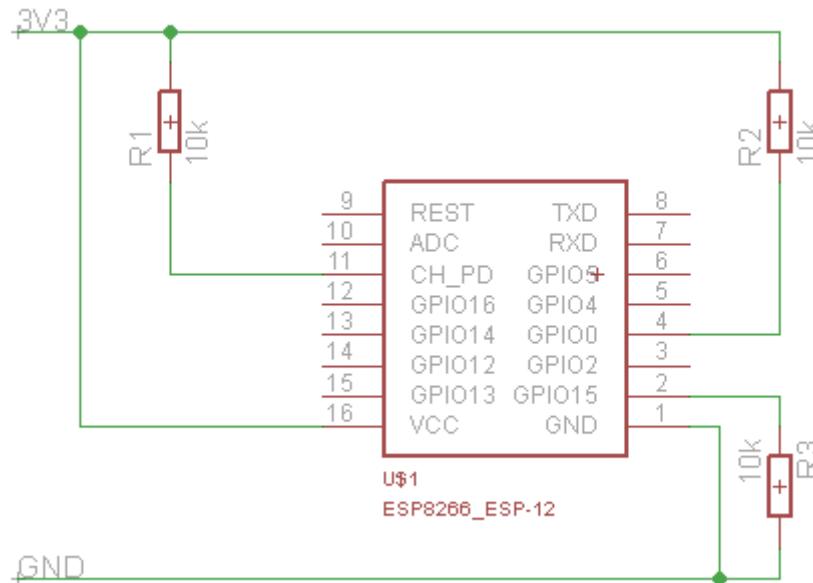 3V3
R1
10k
R2
10k
9 REST TXD 8
10 ADC RXD 7
11 CH_PD GPIO5 6
12 GPIO16 GPIO4 5
13 GPIO14 GPIO0 4
14 GPIO12 GPIO2 3
15 GPIO13 GPIO15 2
16 VCC GND 1
10k
R3
U$1
ESP8266_ESP-12
GND